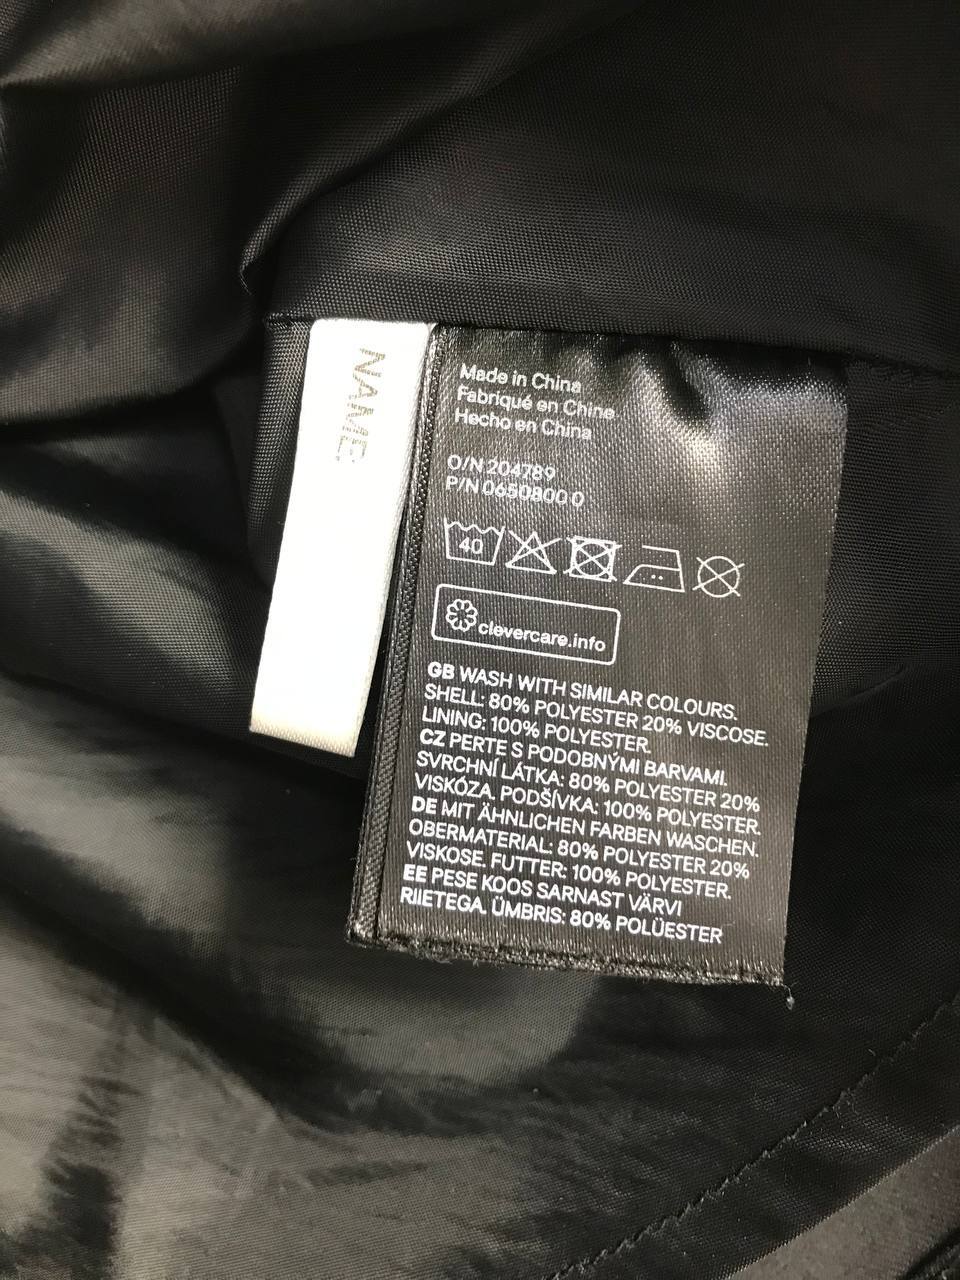 NAME
Made in China
Fabriqué en Chine
Hecho en China
O/N 204789
P/N 0650800 0
40
clevercare.info
GB WASH WITH SIMILAR COLOURS.
SHELL: 80% POLYESTER 20% VISCOSE.
LINING: 100% POLYESTER.
CZ PERTE S PODOBNÝMI BARVAMI.
SVRCHNÍ LÁTKA: 80% POLYESTER 20%
VISKÓZA. PODŠÍVKA: 100% POLYESTER.
DE MIT ÄHNLICHEN FARBEN WASCHEN.
OBERMATERIAL: 80% POLYESTER 20%
VISKOSE. FUTTER: 100% POLYESTER.
EE PESE KOOS SARNAST VÄRVI
RIIETEGA. ÜMBRIS: 80% POLÜESTER